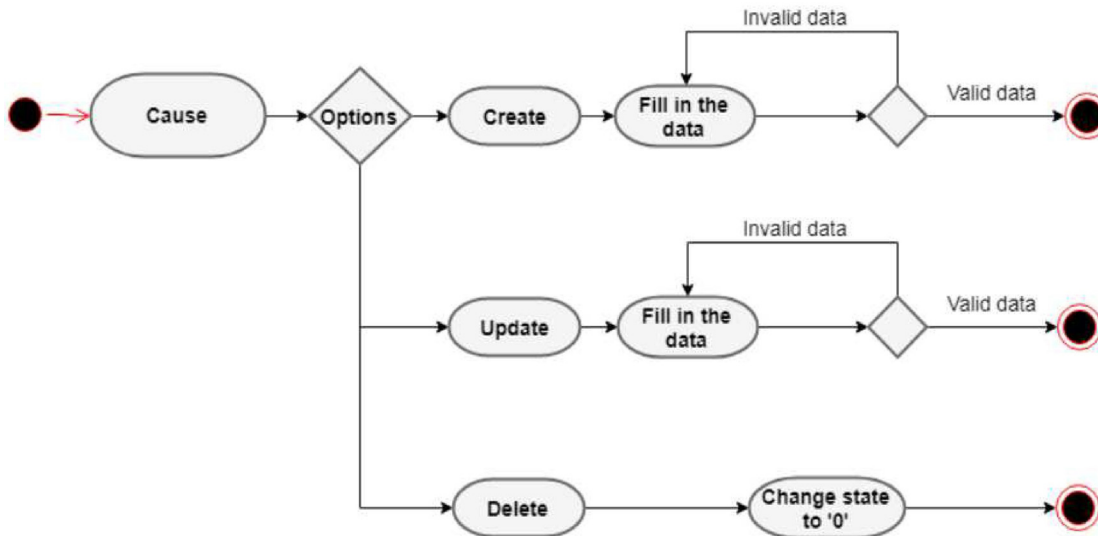 Invalid data
Cause
Options
Create
Fill in the
data
Valid data
Invalid data
Update
Fill in the
data
Valid data
Delete
Change state
to '0'